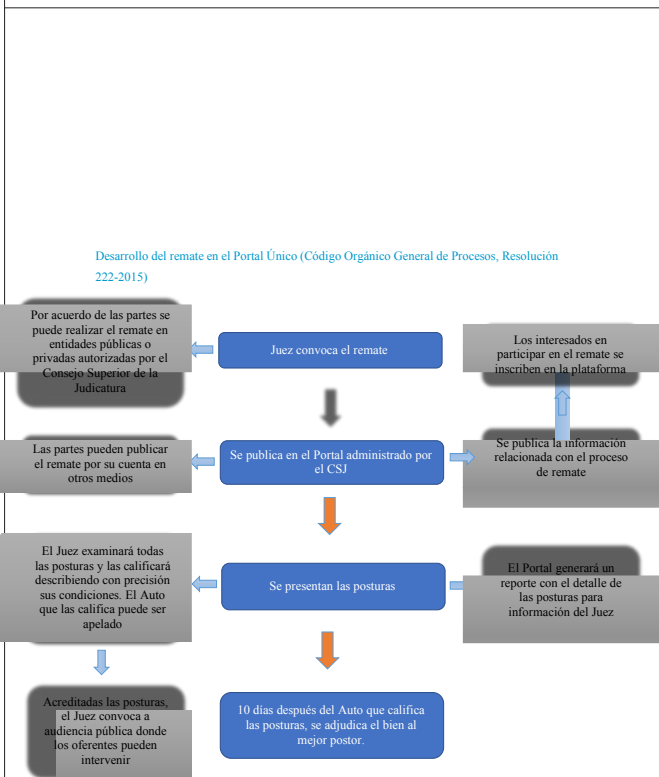 Desarrollo del remate en el Portal Único (Código Orgánico General de Procesos, Resolución
222-2015)
Por acuerdo de las partes se
puede realizar el remate en
entidades públicas o
privadas autorizadas por el
Consejo Superior de la
Judicatura
Juez convoca el remate
Los interesados en
participar en el remate se
inscriben en la plataforma
Las partes pueden publicar
el remate por su cuenta en
otros medios
Se publica en el Portal administrado por
el CSJ
Se publica la información
relacionada con el proceso
de remate
El Juez examinará todas
las posturas y las calificará
describiendo con precisión
sus condiciones. El Auto
que las califica puede ser
apelado
Se presentan las posturas
El Portal generará un
reporte con el detalle de
las posturas para
información del Juez
Acreditadas las posturas,
el Juez convoca a
audiencia pública donde
los oferentes pueden
intervenir
10 días después del Auto que califica
las posturas, se adjudica el bien al
mejor postor.